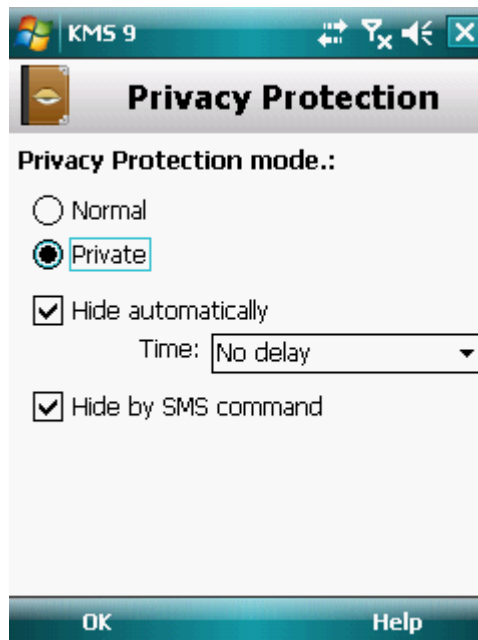 KMS 9
Privacy Protection
Privacy Protection mode.:
Normal
Private
Hide automatically
Time: No delay
Hide by SMS command
OK Help